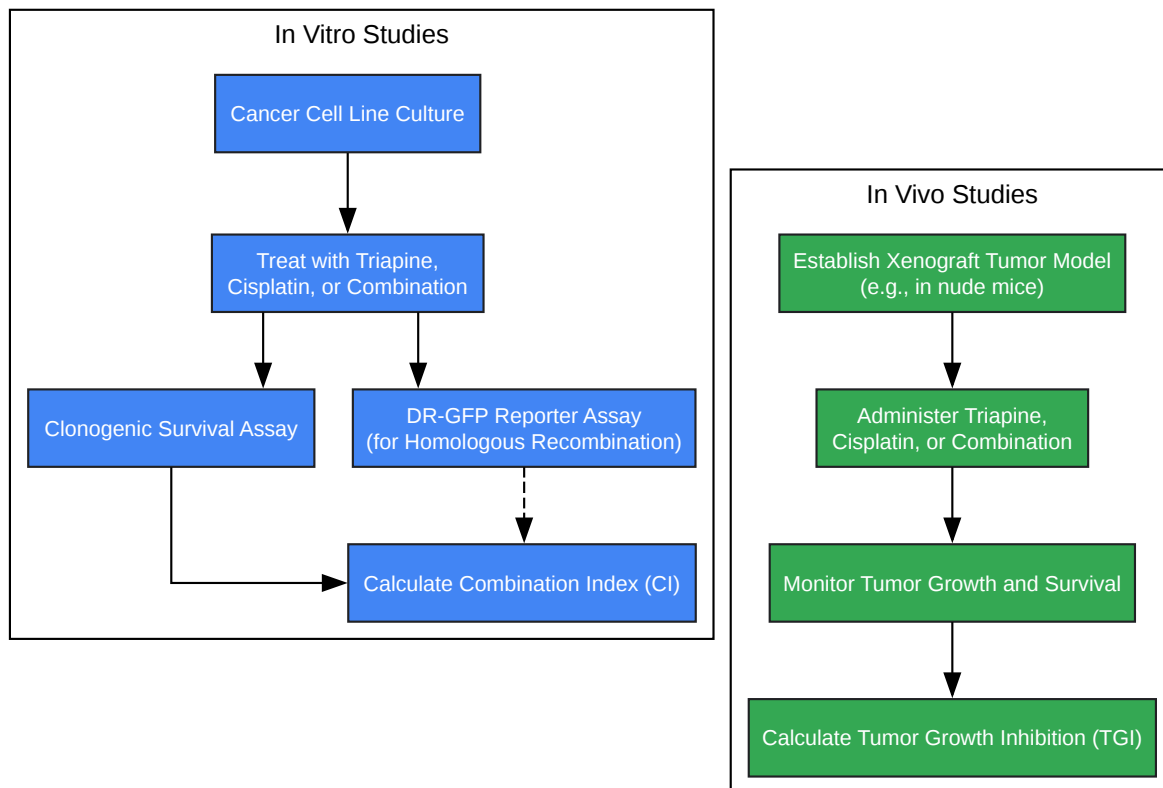 In Vitro Studies
Cancer Cell Line Culture
Treat with Triapine,
Cisplatin, or Combination
Clonogenic Survival Assay
DR-GFP Reporter Assay
(for Homologous Recombination)
Calculate Combination Index (CI)
In Vivo Studies
Establish Xenograft Tumor Model
(e.g., in nude mice)
Administer Triapine,
Cisplatin, or Combination
Monitor Tumor Growth and Survival
Calculate Tumor Growth Inhibition (TGI)